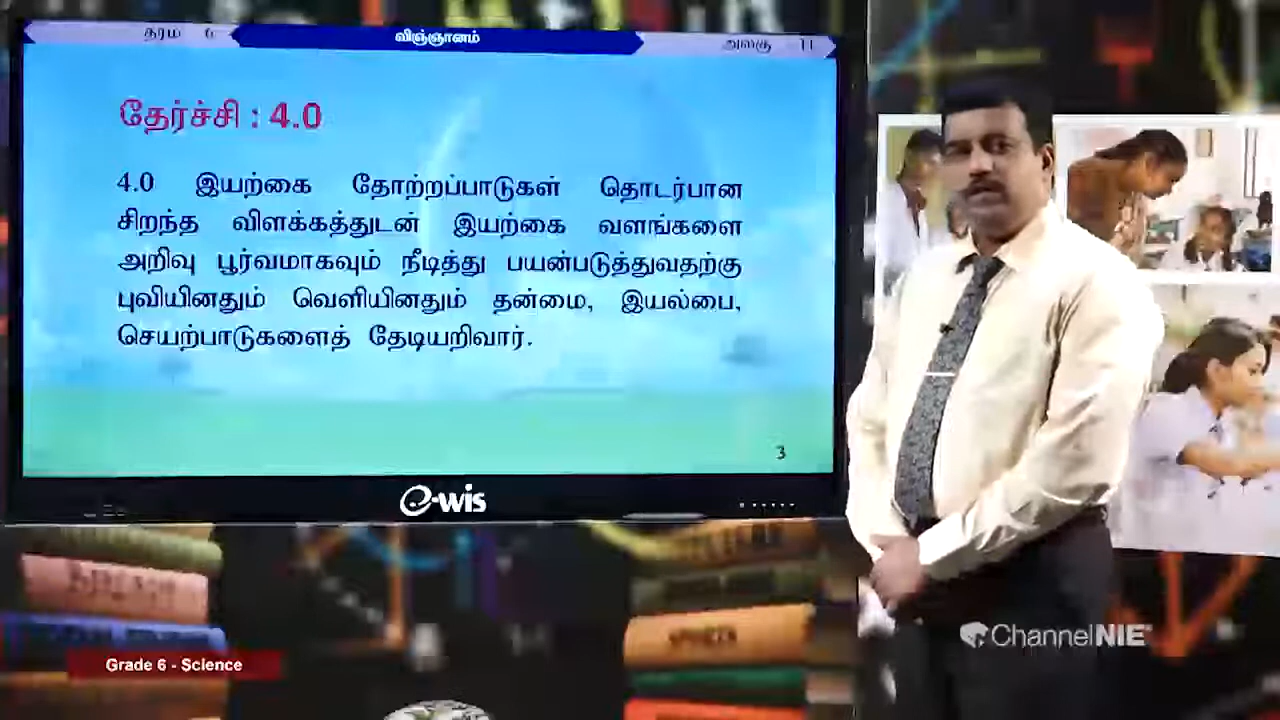 தரம் 6
விஞ்ஞானம்
அலகு 11
தேர்ச்சி : 4.0
4.0 இயற்கை தோற்றப்பாடுகள் தொடர்பான
சிறந்த விளக்கத்துடன் இயற்கை வளங்களை
அறிவு பூர்வமாகவும் நீடித்து பயன்படுத்துவதற்கு
புவியினதும் வெளியினதும் தன்மை, இயல்பை,
செயற்பாடுகளைத் தேடியறிவார்.
3
e-wis
Grade 6 - Science
ChannelNIE